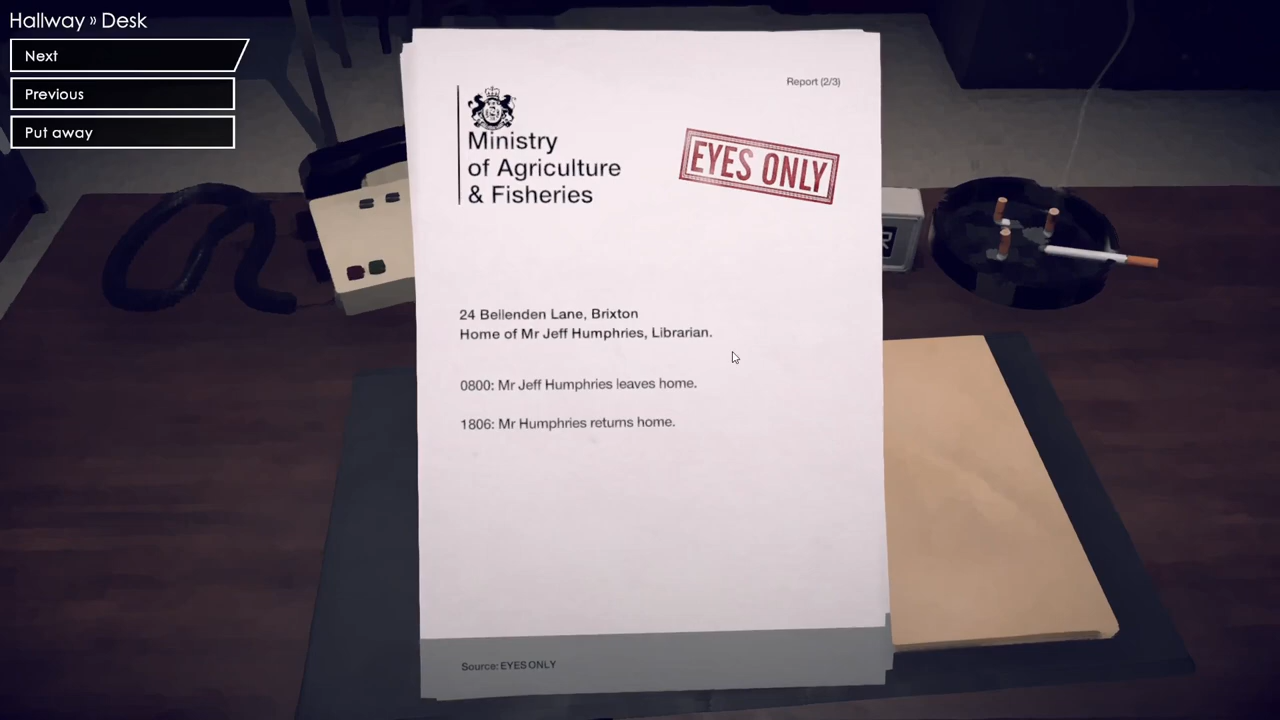 Hallway » Desk
Next
Previous
Put away
Report (2/3)
Ministry
of Agriculture
& Fisheries
EYES ONLY
24 Bellenden Lane, Brixton
Home of Mr Jeff Humphries, Librarian.
0800: Mr Jeff Humphries leaves home.
1806: Mr Humphries returns home.
Source: EYES ONLY